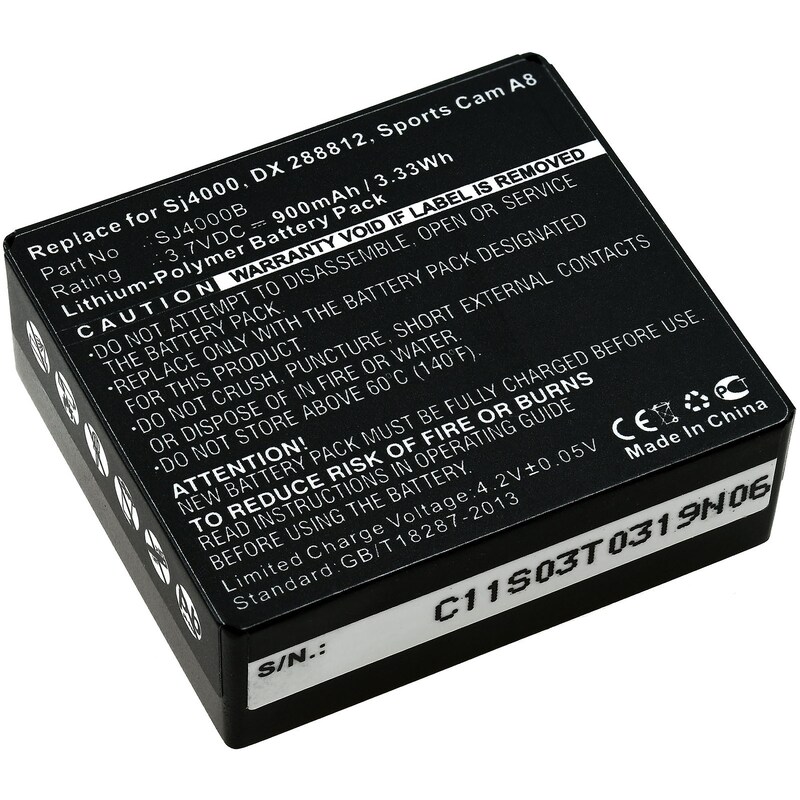 Replace for Sj4000, DX 288812, Sports Cam A8
Part No : SJ4000B
Rating : 3.7VDC ⎓ 900mAh / 3.33Wh
Lithium-Polymer Battery Pack
CAUTION! WARRANTY VOID IF LABEL IS REMOVED
•DO NOT ATTEMPT TO DISASSEMBLE, OPEN OR SERVICE
THE BATTERY PACK.
•REPLACE ONLY WITH THE BATTERY PACK DESIGNATED
FOR THIS PRODUCT.
•DO NOT CRUSH, PUNCTURE, SHORT EXTERNAL CONTACTS
OR DISPOSE OF IN FIRE OR WATER.
•DO NOT STORE ABOVE 60°C (140°F).
ATTENTION!
NEW BATTERY PACK MUST BE FULLY CHARGED BEFORE USE.
TO REDUCE RISK OF FIRE OR BURNS
READ INSTRUCTIONS IN OPERATING GUIDE
Limited Charge Voltage:4.2V±0.05V
Standard:GB/T18287-2013
CE
PC
Made In China
S/N.: C11S03T0319N06